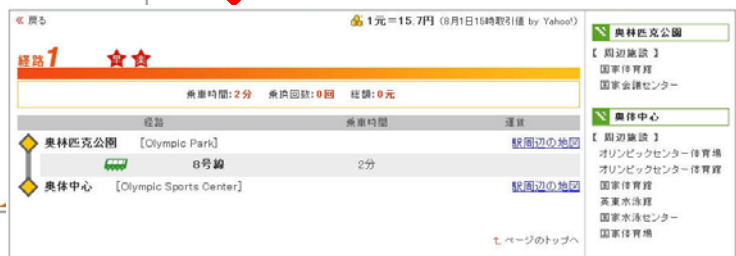 ≪ 戻る
1元=15.7円 (8月1日15時取引値 by Yahoo!)
経路1
早 金
乗車時間:2分 乗換回数:0回 総額:0元
経路 乗車時間 運賃
奥林匹克公園 [Olympic Park] 駅周辺の地図
8号線 2分
奥体中心 [Olympic Sports Center] 駅周辺の地図
ページのトップへ
奥林匹克公園
【 周辺施設 】
国家体育館
国家会議センター
奥体中心
【 周辺施設 】
オリンピックセンター体育場
オリンピックセンター体育館
国家体育館
英東水泳館
国家水泳センター
国家体育場